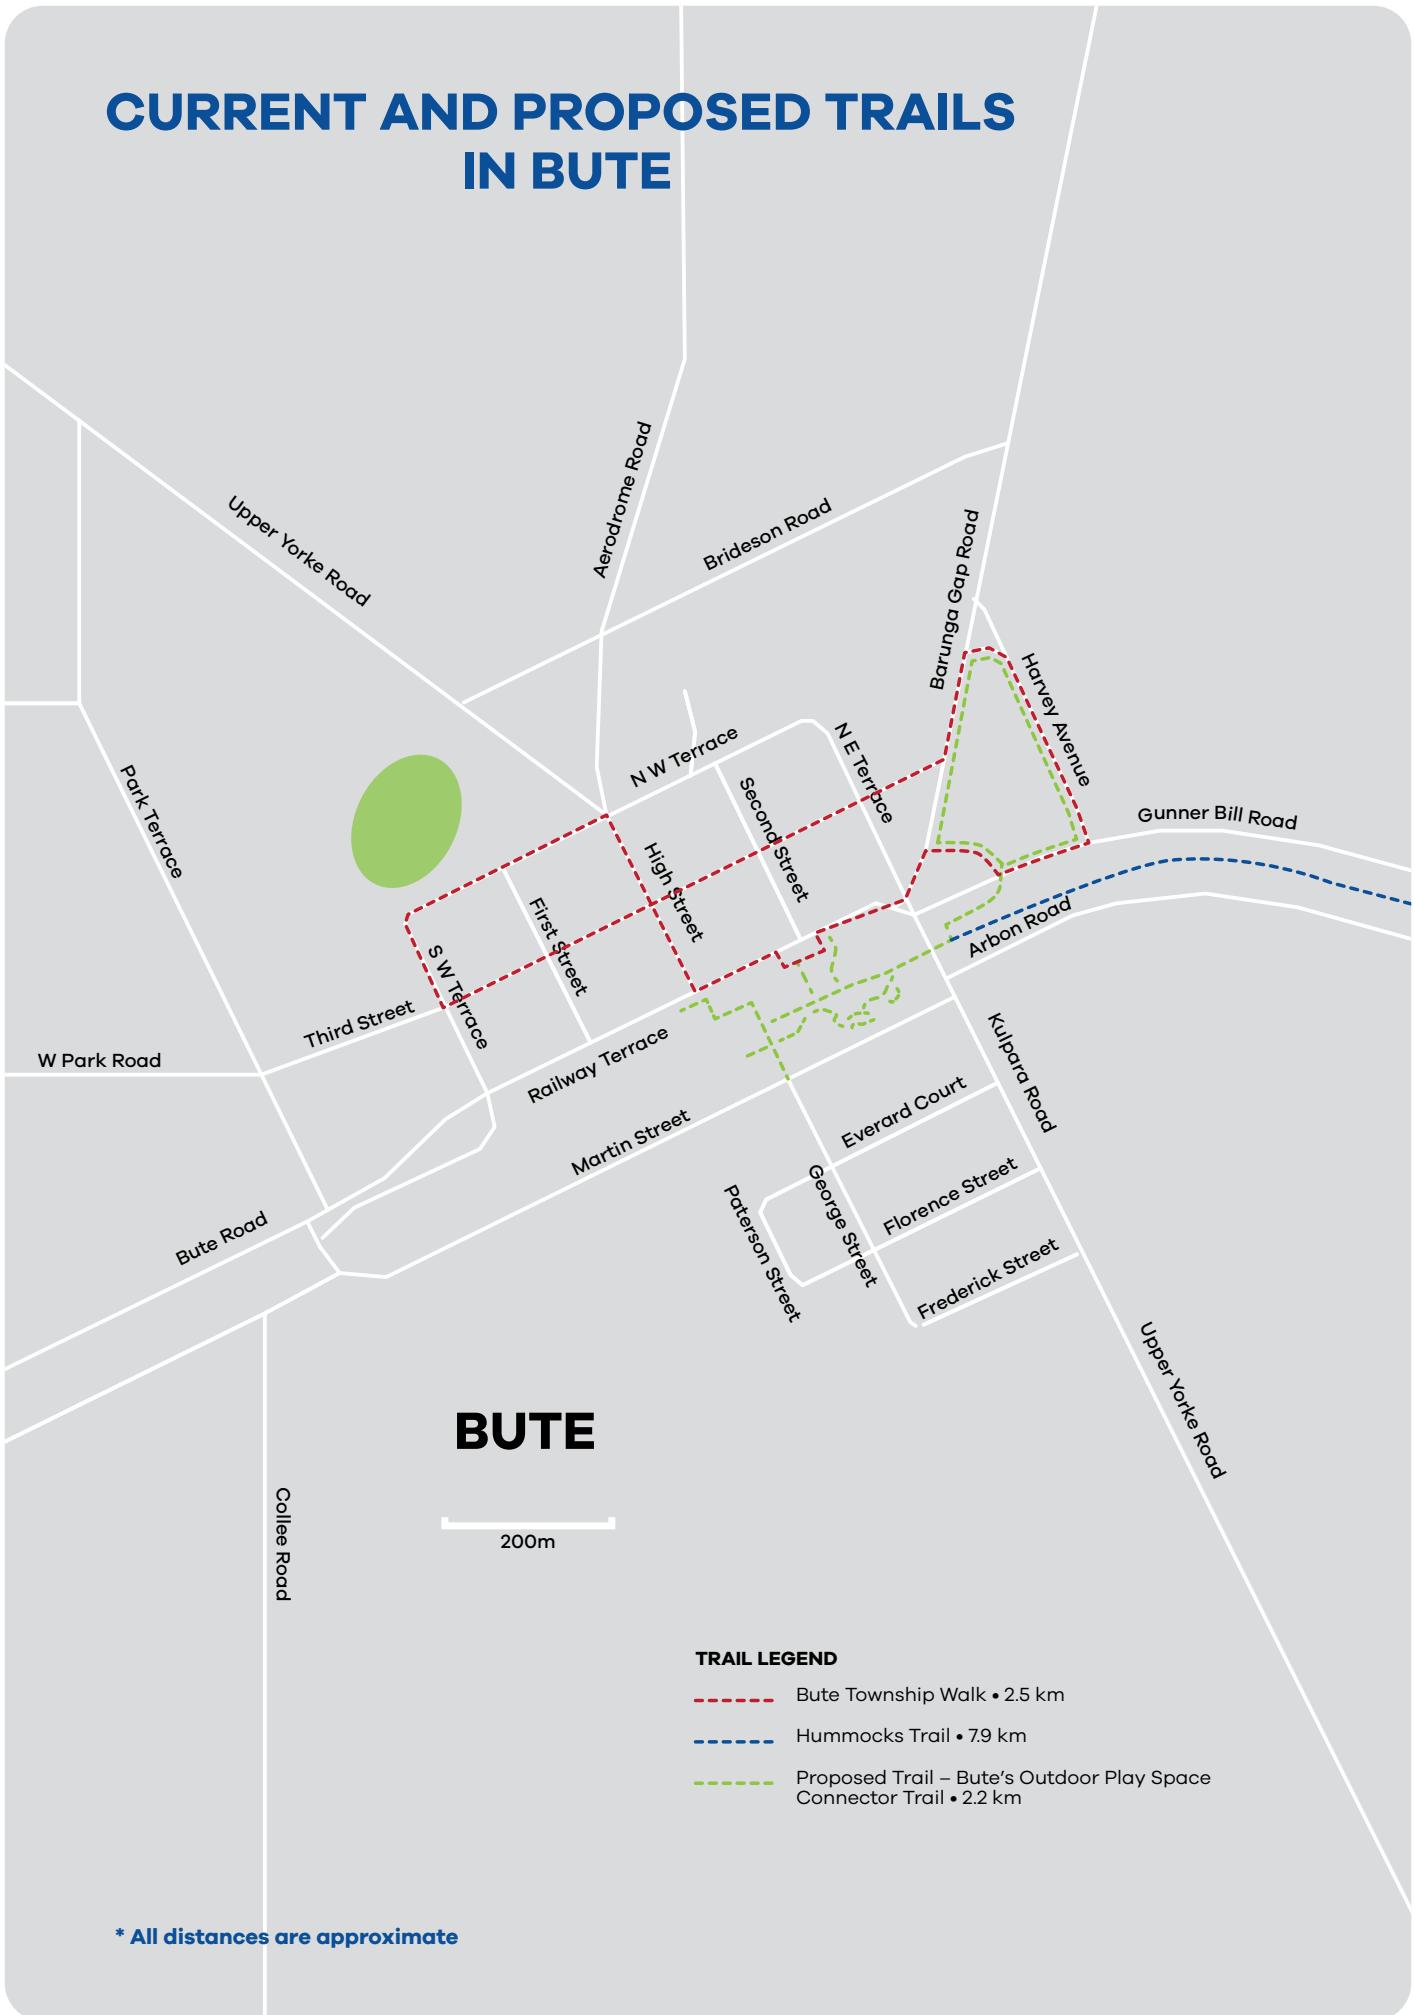 CURRENT AND PROPOSED TRAILS
IN BUTE
Upper Yorke Road
Aerodrome Road
Brideson Road
Barunga Gap Road
Harvey Avenue
N W Terrace
N E Terrace
Park Terrace
Second Street
Gunner Bill Road
High Street
First Street
Arbon Road
S W Terrace
Third Street
W Park Road
Railway Terrace
Kulpara Road
Martin Street
Everard Court
George Street
Florence Street
Paterson Street
Bute Road
Frederick Street
Upper Yorke Road
BUTE
200m
Collee Road
TRAIL LEGEND
Bute Township Walk • 2.5 km
Hummocks Trail • 7.9 km
Proposed Trail – Bute’s Outdoor Play Space
Connector Trail • 2.2 km
* All distances are approximate